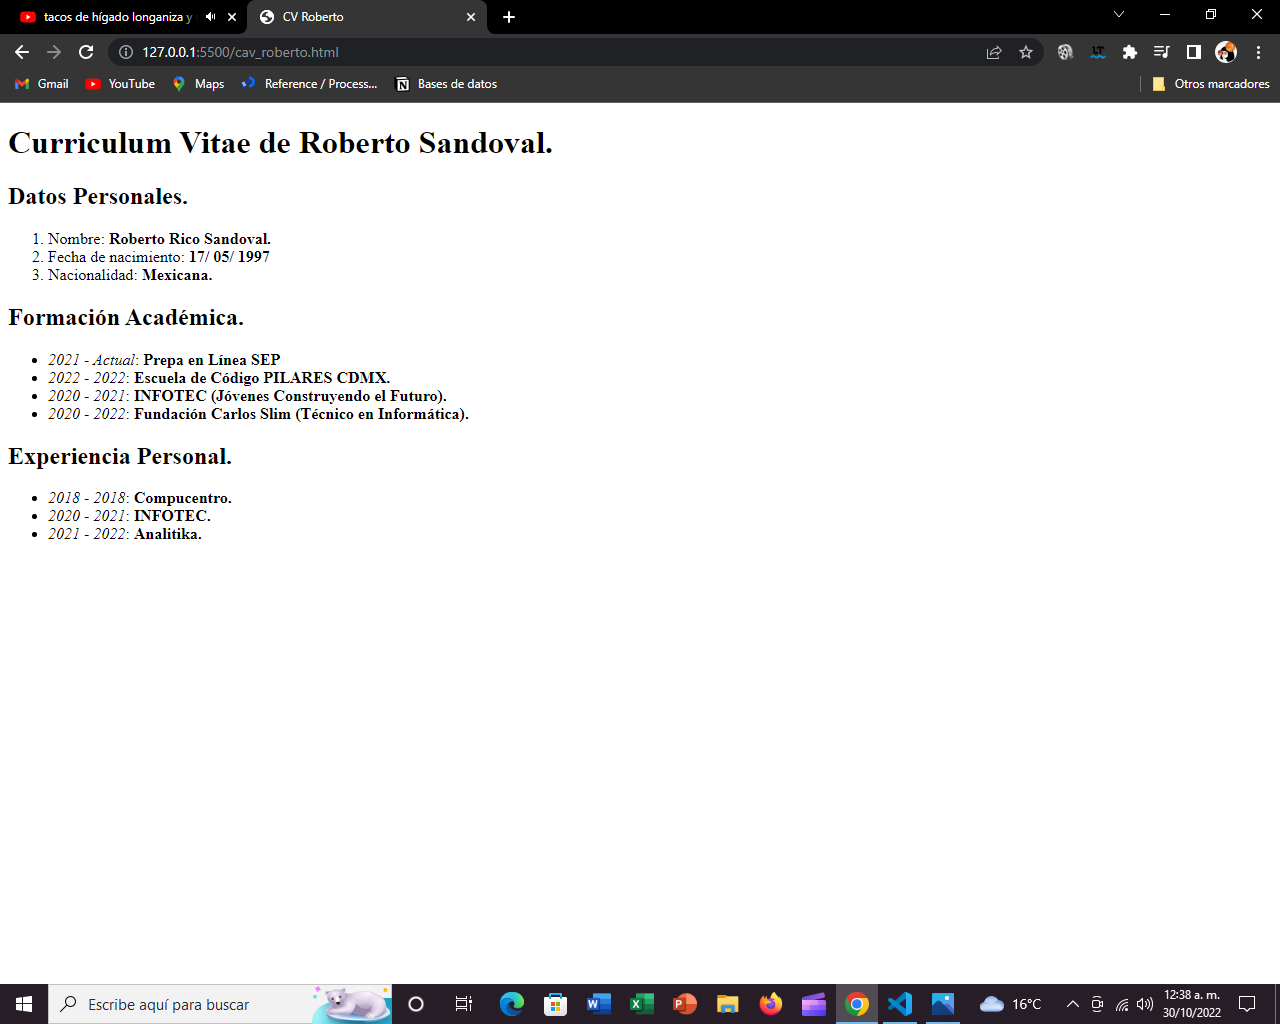 tacos de hígado longaniza y
CV Roberto
127.0.0.1:5500/cav_roberto.html
Gmail
YouTube
Maps
Reference / Process...
Bases de datos
Otros marcadores
Curriculum Vitae de Roberto Sandoval.
Datos Personales.
1. Nombre: Roberto Rico Sandoval.
2. Fecha de nacimiento: 17/ 05/ 1997
3. Nacionalidad: Mexicana.
Formación Académica.
• 2021 - Actual: Prepa en Línea SEP
• 2022 - 2022: Escuela de Código PILARES CDMX.
• 2020 - 2021: INFOTEC (Jóvenes Construyendo el Futuro).
• 2020 - 2022: Fundación Carlos Slim (Técnico en Informática).
Experiencia Personal.
• 2018 - 2018: Compucentro.
• 2020 - 2021: INFOTEC.
• 2021 - 2022: Analitika.
Escribe aquí para buscar
16°C
12:38 a. m.
30/10/2022